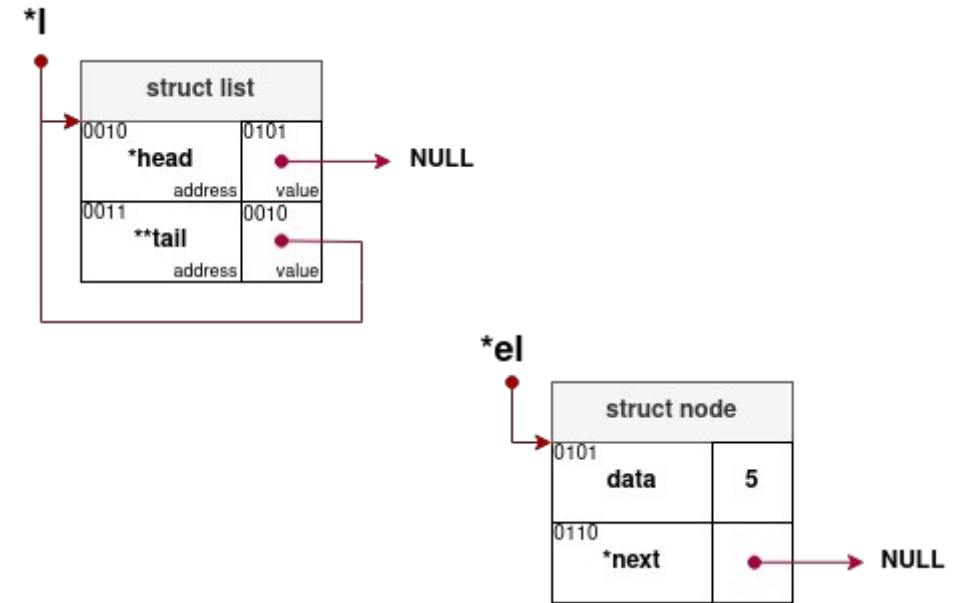 *l
struct list
0010
0101
*head
NULL
address
value
0011
0010
**tail
address
value
*el
struct node
0101
data
5
0110
*next
NULL